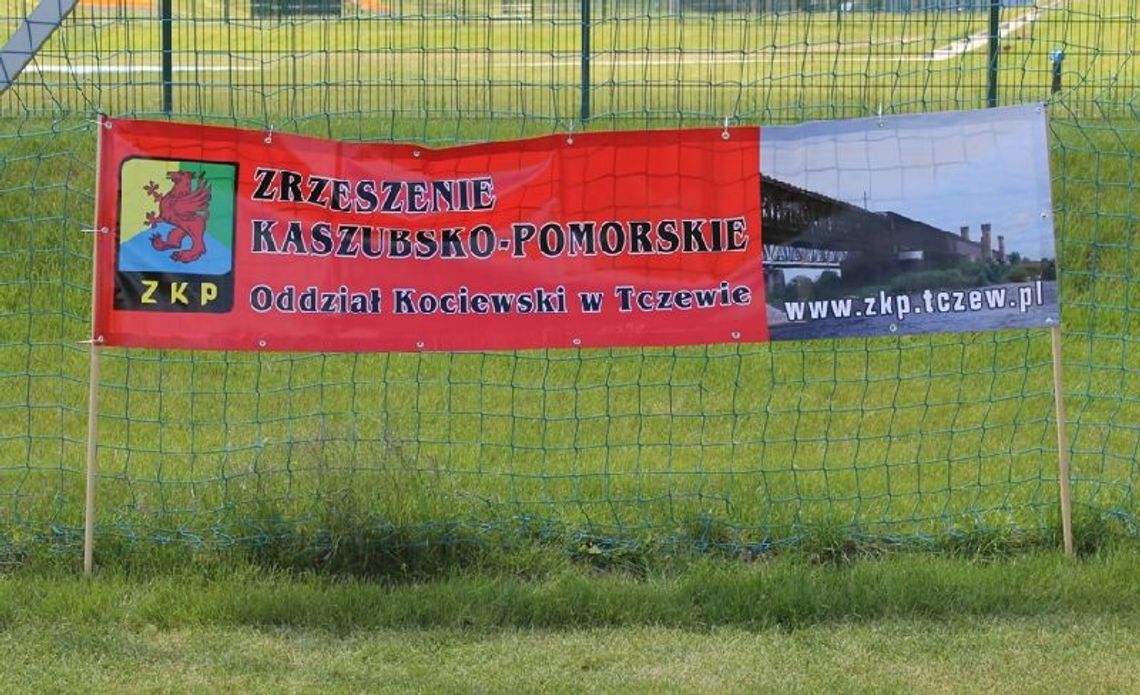 ZKP
ZRZESZENIE
KASZUBSKO-POMORSKIE
Oddział Kociewski w Tczewie
www.zkp.tczew.pl